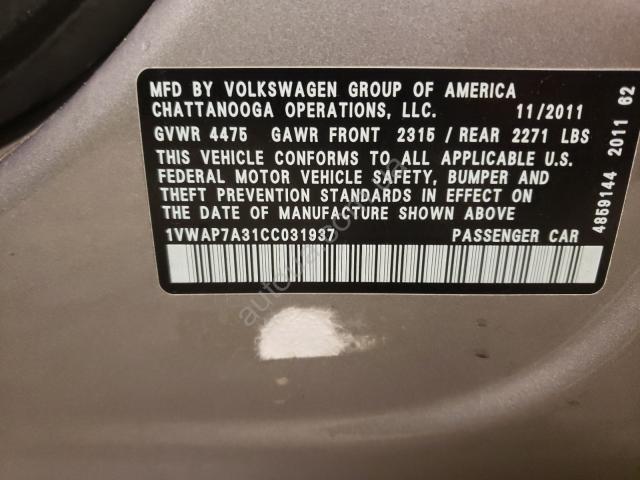 MFD BY VOLKSWAGEN GROUP OF AMERICA
CHATTANOOGA OPERATIONS, LLC. 11/2011
GVWR 4475 GAWR FRONT 2315 / REAR 2271 LBS
THIS VEHICLE CONFORMS TO ALL APPLICABLE U.S.
FEDERAL MOTOR VEHICLE SAFETY, BUMPER AND
THEFT PREVENTION STANDARDS IN EFFECT ON
THE DATE OF MANUFACTURE SHOWN ABOVE
1VWAP7A31CC031937 PASSENGER CAR
4859144 2011 62